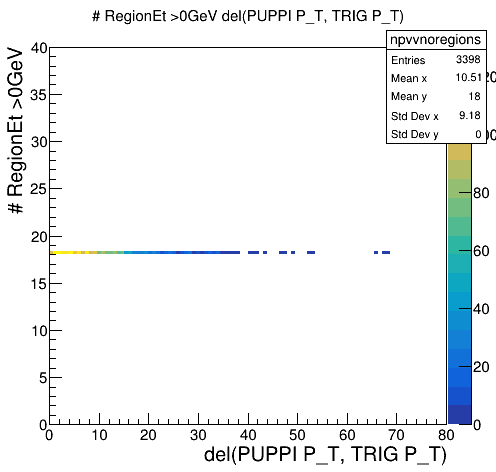 # RegionEt >0GeV del(PUPPI P_T, TRIG P_T)
npvvnoregions
Entries 3398
Mean x 10.51
Mean y 18
Std Dev x 9.18
Std Dev y 0
# RegionEt >0GeV
40
35
30
25
20
15
10
5
0
0 10 20 30 40 50 60 70 80
del(PUPPI P_T, TRIG P_T)
80
60
40
20
0